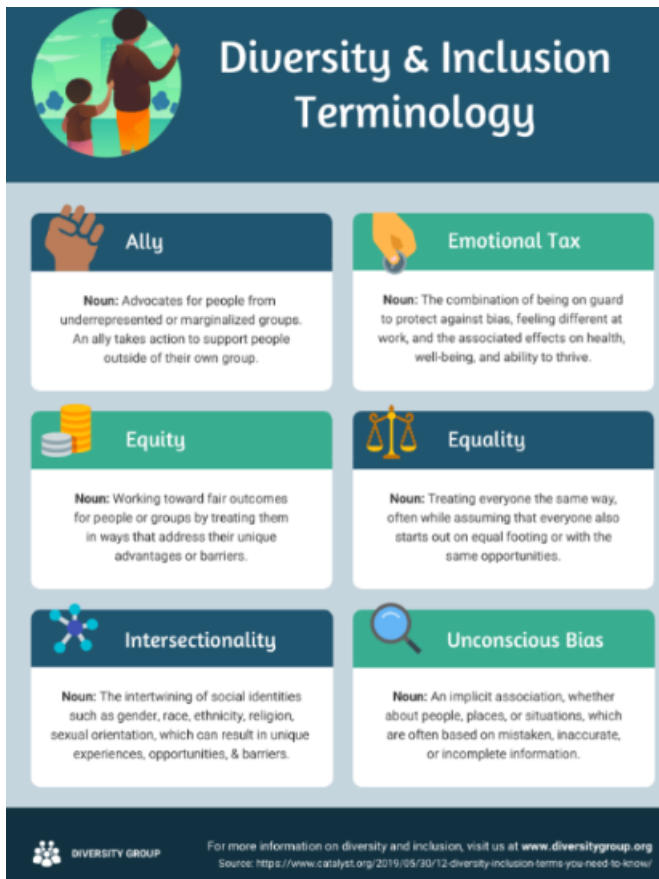 Diversity & Inclusion
Terminology
Ally
Noun: Advocates for people from
underrepresented or marginalized groups.
An ally takes action to support people
outside of their own group.
Emotional Tax
Noun: The combination of being on guard
to protect against bias, feeling different at
work, and the associated effects on health,
well-being, and ability to thrive.
Equity
Noun: Working toward fair outcomes
for people or groups by treating them
in ways that address their unique
advantages or barriers.
Equality
Noun: Treating everyone the same way,
often while assuming that everyone also
starts out on equal footing or with the
same opportunities.
Intersectionality
Noun: The intertwining of social identities
such as gender, race, ethnicity, religion,
sexual orientation, which can result in unique
experiences, opportunities, & barriers.
Unconscious Bias
Noun: An implicit association, whether
about people, places, or situations, which
are often based on mistaken, inaccurate,
or incomplete information.
DIVERSITY GROUP
For more information on diversity and inclusion, visit us at www.diversitygroup.org
Source: https://www.catalyst.org/2019/05/30/12-diversity-inclusion-terms-you-need-to-know/